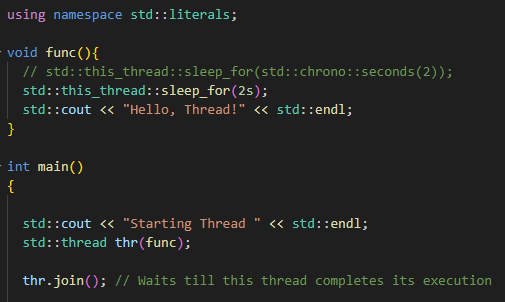 using namespace std::literals;
void func(){
// std::this_thread::sleep_for(std::chrono::seconds(2));
std::this_thread::sleep_for(2s);
std::cout << "Hello, Thread!" << std::endl;
}
int main()
{
std::cout << "Starting Thread " << std::endl;
std::thread thr(func);
thr.join(); // Waits till this thread completes its execution